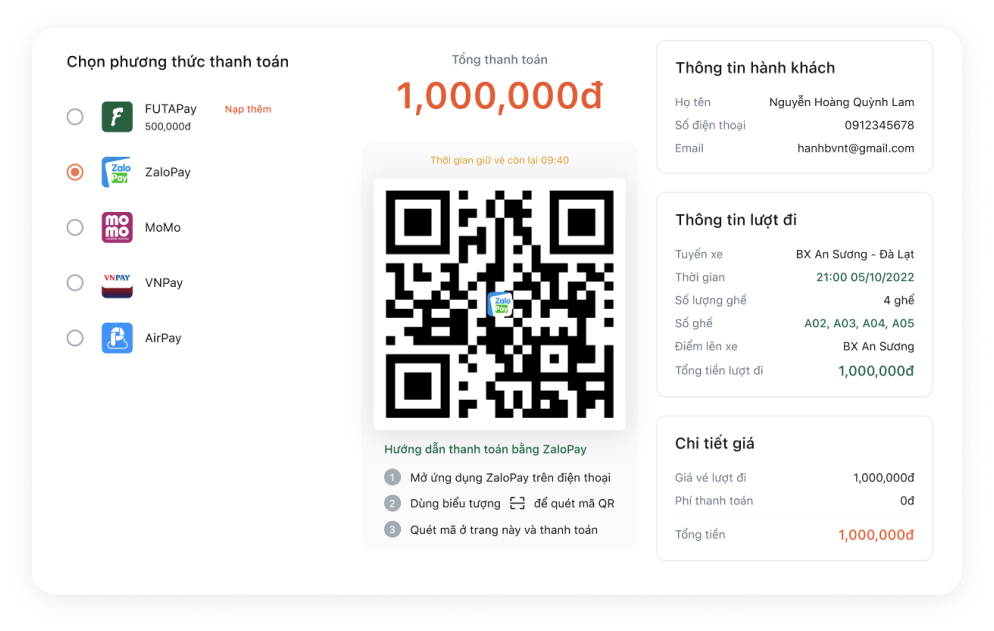 Chọn phương thức thanh toán
FUTAPay
500,000đ
Nạp thêm
Zalo
Pay
ZaloPay
mo
mo
MoMo
VNPAY
VNPay
AirPay
Tổng thanh toán
1,000,000đ
Thời gian giữ vé còn lại 09:40
Zalo
Pay
Hướng dẫn thanh toán bằng ZaloPay
1 Mở ứng dụng ZaloPay trên điện thoại
2 Dùng biểu tượng để quét mã QR
3 Quét mã ở trang này và thanh toán
Thông tin hành khách
Họ tên Nguyễn Hoàng Quỳnh Lam
Số điện thoại 0912345678
Email hanhbvnt@gmail.com
Thông tin lượt đi
Tuyến xe BX An Sương - Đà Lạt
Thời gian 21:00 05/10/2022
Số lượng ghế 4 ghế
Số ghế A02, A03, A04, A05
Điểm lên xe BX An Sương
Tổng tiền lượt đi 1,000,000đ
Chi tiết giá
Giá vé lượt đi 1,000,000đ
Phí thanh toán 0đ
Tổng tiền 1,000,000đ